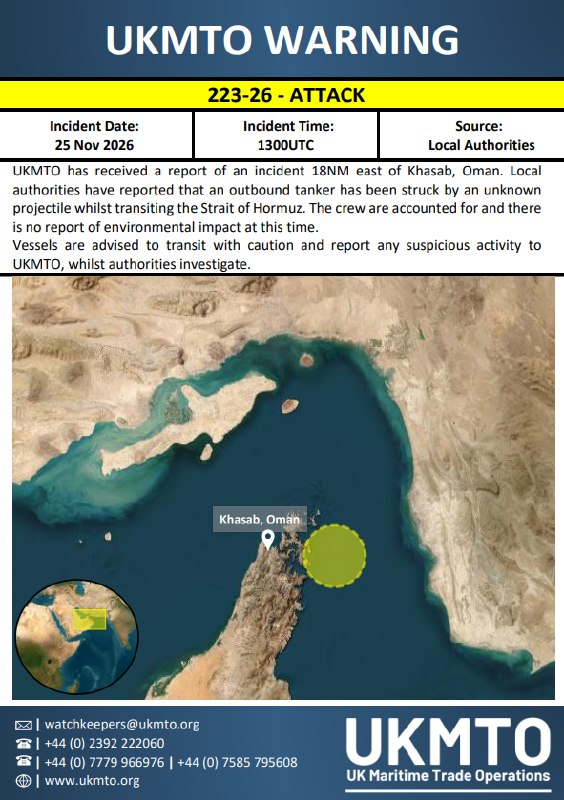 UKMTO WARNING
223-26 - ATTACK
Incident Date:
25 Nov 2026
Incident Time:
1300UTC
Source:
Local Authorities
UKMTO has received a report of an incident 18NM east of Khasab, Oman. Local
authorities have reported that an outbound tanker has been struck by an unknown
projectile whilst transiting the Strait of Hormuz. The crew are accounted for and there
is no report of environmental impact at this time.
Vessels are advised to transit with caution and report any suspicious activity to
UKMTO, whilst authorities investigate.
Khasab, Oman
watchkeepers@ukmto.org
+44 (0) 2392 222060
+44 (0) 7779 966976 | +44 (0) 7585 795608
www.ukmto.org
UKMTO
UK Maritime Trade Operations